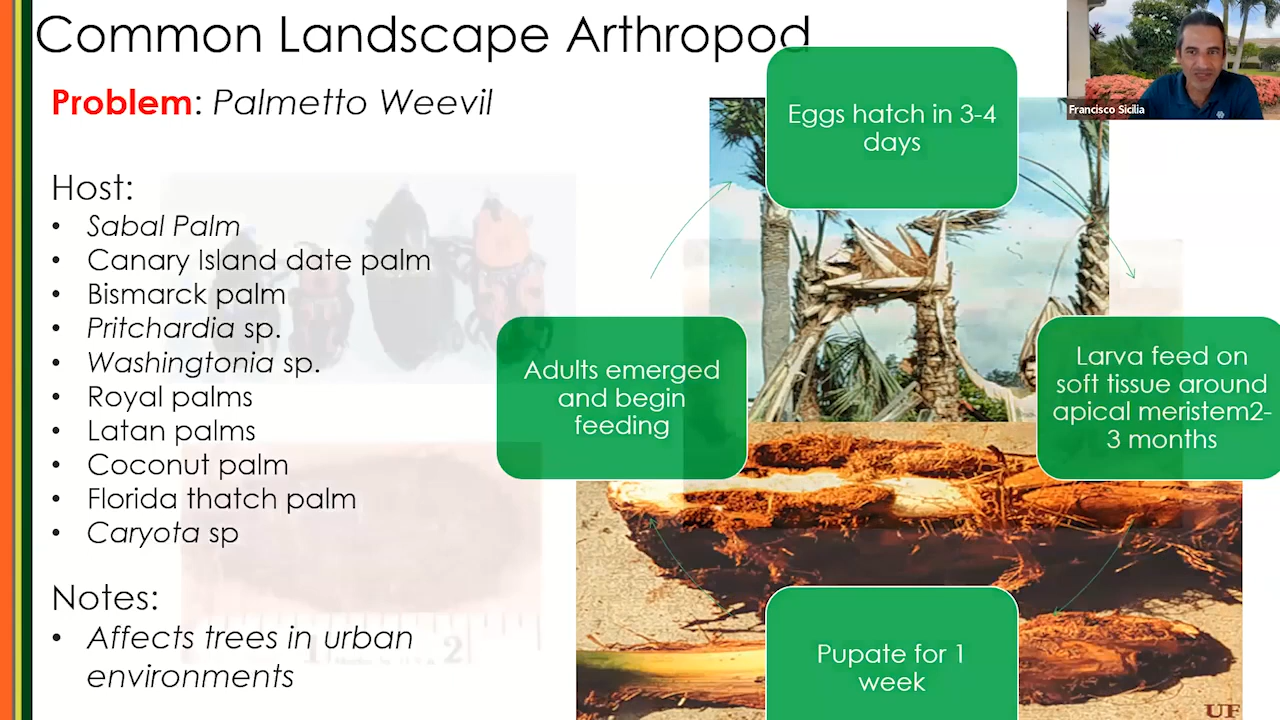 Common Landscape Arthropod
Problem: Palmetto Weevil
Host:
• Sabal Palm
• Canary Island date palm
• Bismarck palm
• Pritchardia sp.
• Washingtonia sp.
• Royal palms
• Latan palms
• Coconut palm
• Florida thatch palm
• Caryota sp
Notes:
• Affects trees in urban
environments
Eggs hatch in 3-4
days
Larva feed on
soft tissue around
apical meristem2-
3 months
Pupate for 1
week
Adults emerged
and begin
feeding
Francisco Sicilia
1
2
UF